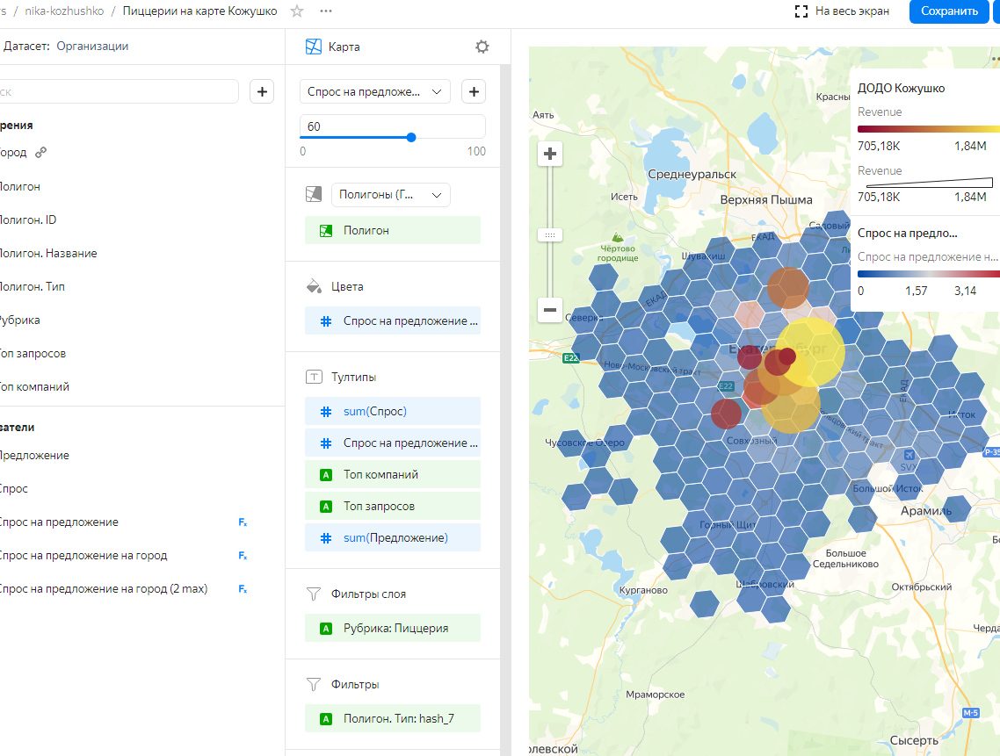 rs / nika-kozhushko / Пиццерии на карте Кожушко
На весь экран
Сохранить
Датасет: Организации
ск
рения
ород
Полигон
Полигон. ID
Полигон. Название
Полигон. Тип
Рубрика
Топ запросов
Топ компаний
затели
Предложение
Спрос
Спрос на предложение
Спрос на предложение на город
Спрос на предложение на город (2 max)
Карта
Спрос на предложе...
60
0
100
Полигоны (Г...
Полигон
Цвета
Спрос на предложение ...
Тултипы
sum(Спрос)
Спрос на предложение ...
Топ компаний
Топ запросов
sum(Предложение)
Фильтры слоя
Рубрика: Пиццерия
Фильтры
Полигон. Тип: hash_7
Аять
Красны
Среднеуральск
Исеть
Верхняя Пышма
Чёртово
городище
Шувакиш
ЕКАД
Садовый
ЕКАД
Северка
E22
Ново-Московский тракт
Екатеринбург
E22
ЕКАД
Исток
Чусовское Озеро
Совхозный
Кольцовский тракт
SVX
P-35
Большой Исток
Арамиль
Горный Щит
Большое
Седельниково
Шабровский
Курганово
Октябрьский
Черда
Мраморское
M-5
Сысерть
олевской
ДОДО Кожушко
Revenue
705,18K
1,84M
Revenue
705,18K
1,84M
Спрос на предло...
Спрос на предложение н...
0
1,57
3,14